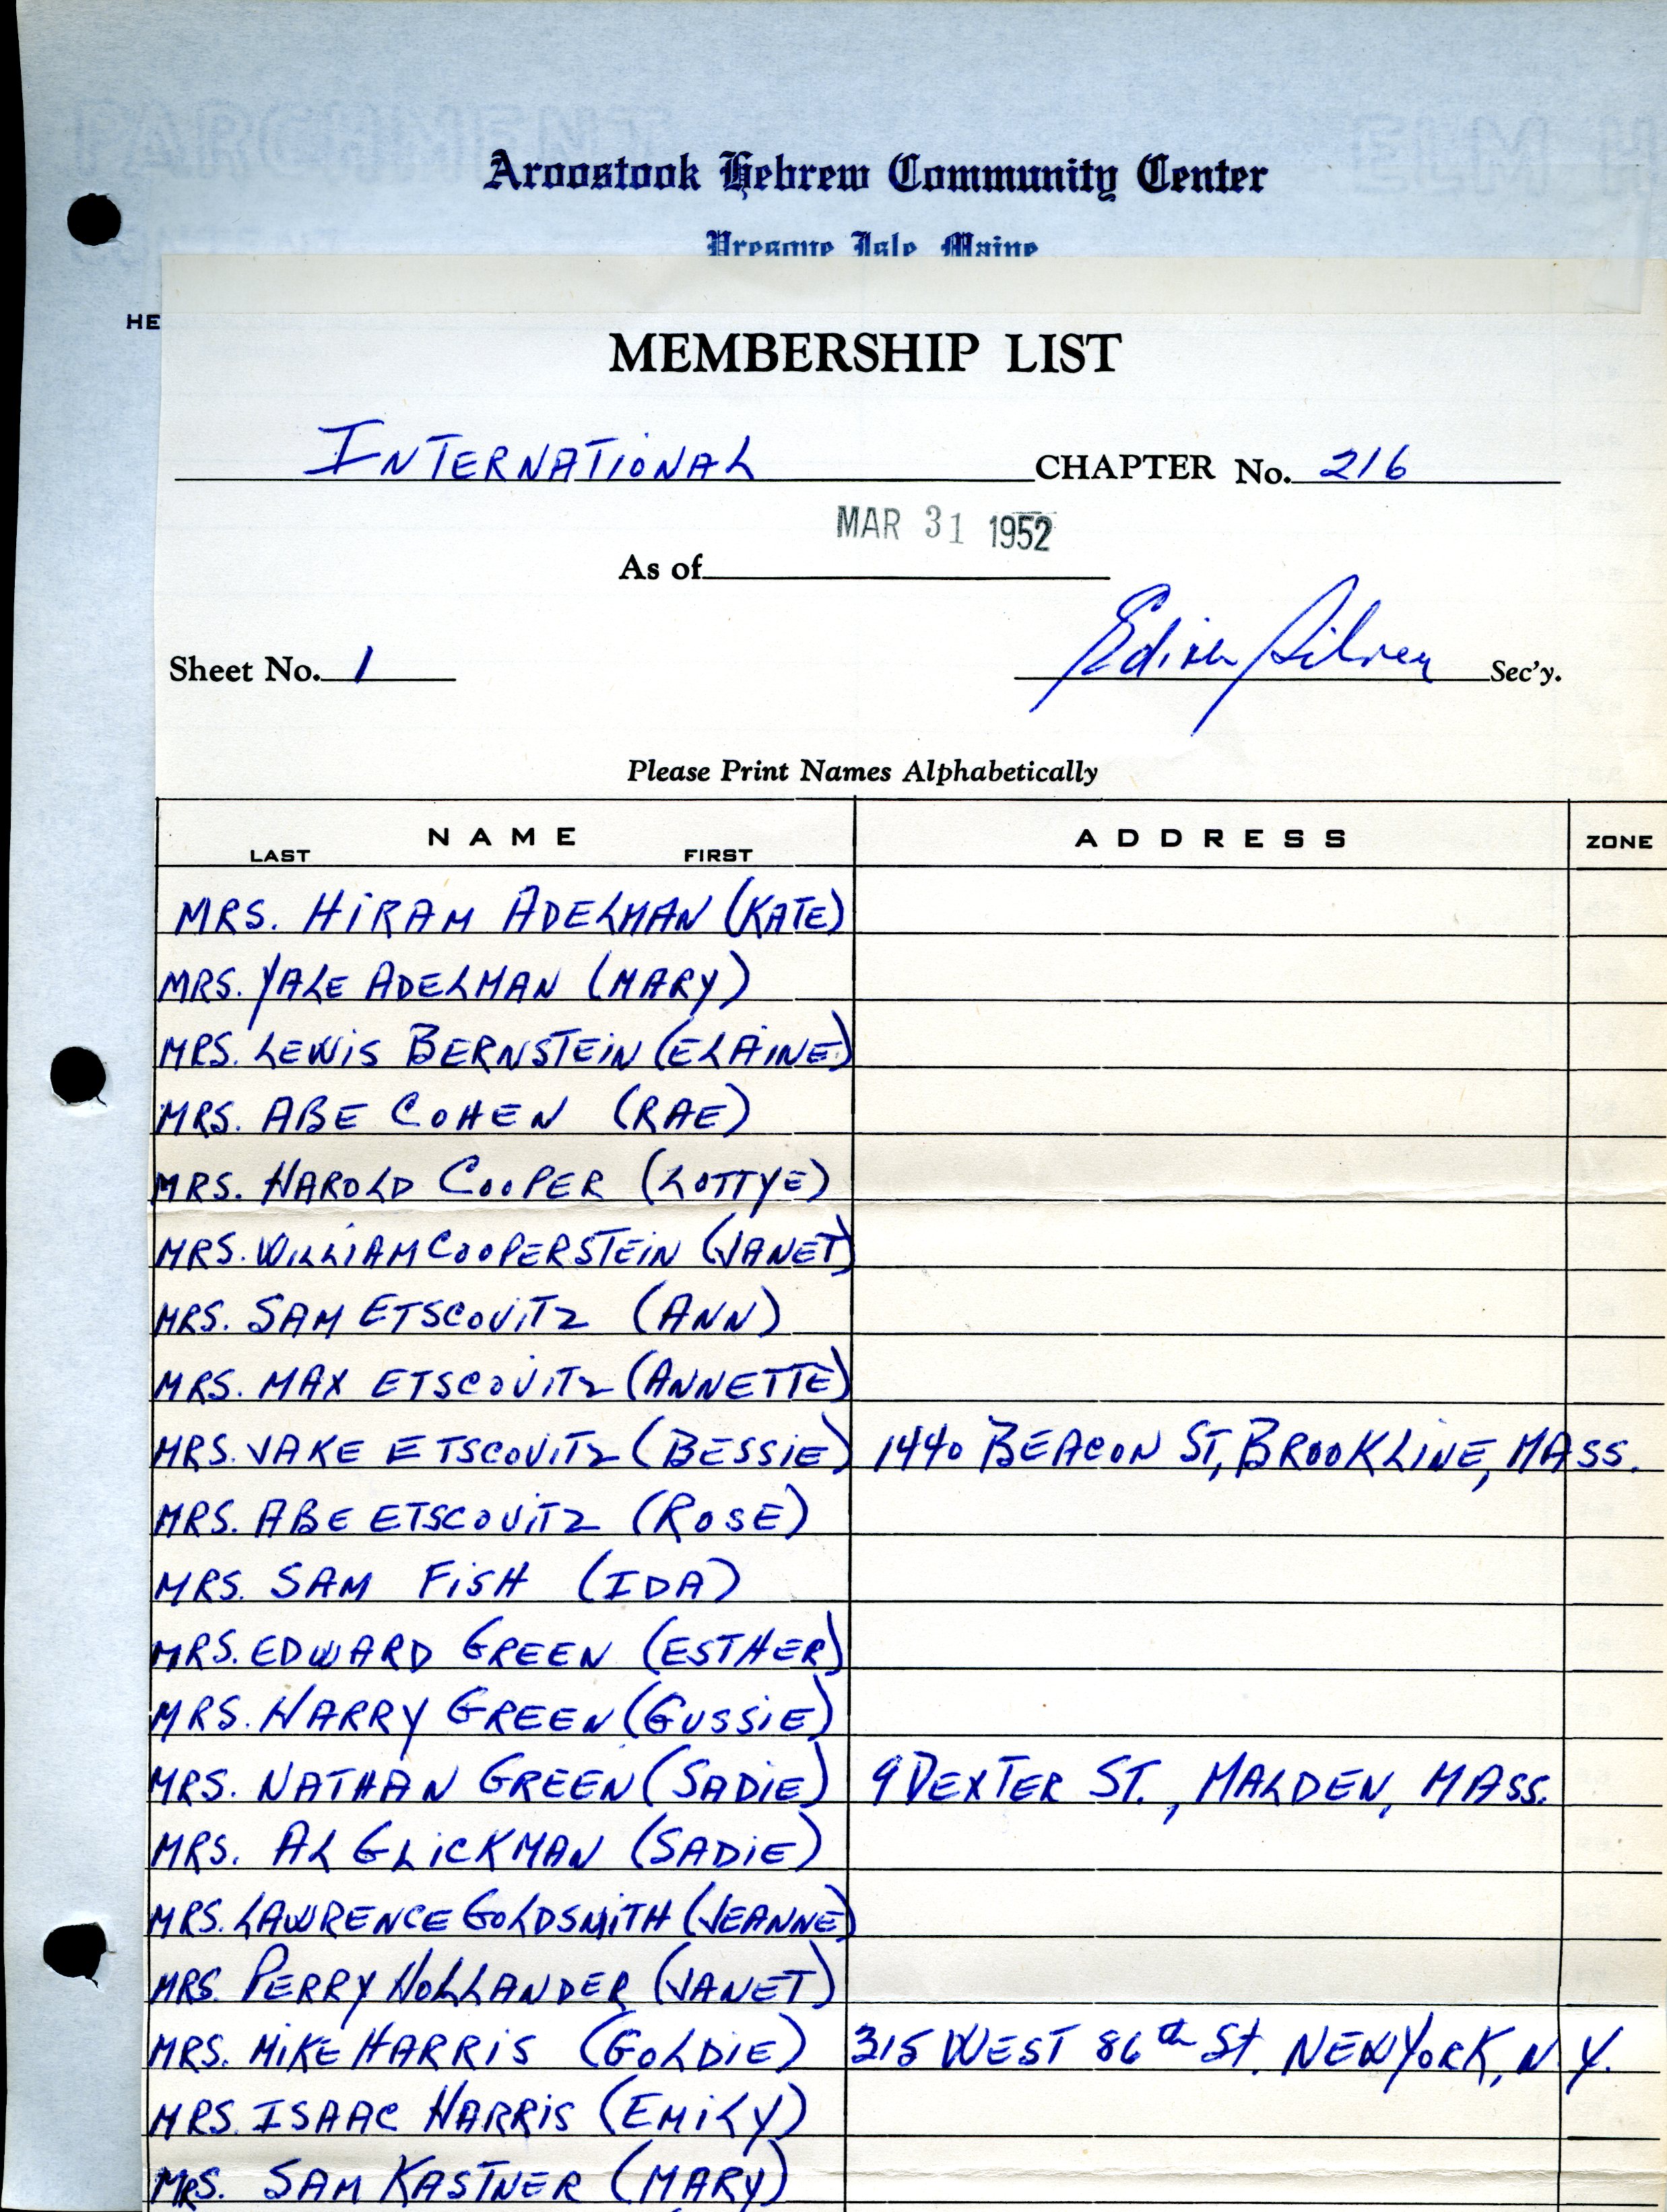 PARCHMENT
ELM H
Aroostook Hebrew Community Center
Presque Isle, Maine
HE
MEMBERSHIP LIST
INTERNATIONAL CHAPTER No. 216
MAR 31 1952
As of
Sheet No. 1 Sec'y.
Please Print Names Alphabetically
NAME ADDRESS ZONE
LAST FIRST
MRS. HIRAM ADELMAN (KATE)
MRS. YALE ADELMAN (MARY)
MRS. LEWIS BERNSTEIN (ELAINE)
MRS. ABE COHEN (RAE)
MRS. HAROLD COOPER (LOTTYE)
MRS. WILLIAM COOPERSTEIN (JANET)
MRS. SAM ETSCOVITZ (ANN)
MRS. MAX ETSCOVITZ (ANNETTE)
MRS. JAKE ETSCOVITZ (BESSIE) 1440 BEACON ST, BROOKLINE, MASS.
MRS. ABE ETSCOVITZ (ROSE)
MRS. SAM FISH (IDA)
MRS. EDWARD GREEN (ESTHER)
MRS. HARRY GREEN (GUSSIE)
MRS. NATHAN GREEN (SADIE) 9 DEXTER ST., MALDEN, MASS.
MRS. AL GLICKMAN (SADIE)
MRS. LAWRENCE GOLDSMITH (JEANNE)
MRS. PERRY HOLLANDER (JANET)
MRS. MIKE HARRIS (GOLDIE) 315 WEST 86th St. NEW YORK, N.Y.
MRS. ISAAC HARRIS (EMILY)
MRS. SAM KASTNER (MARY)